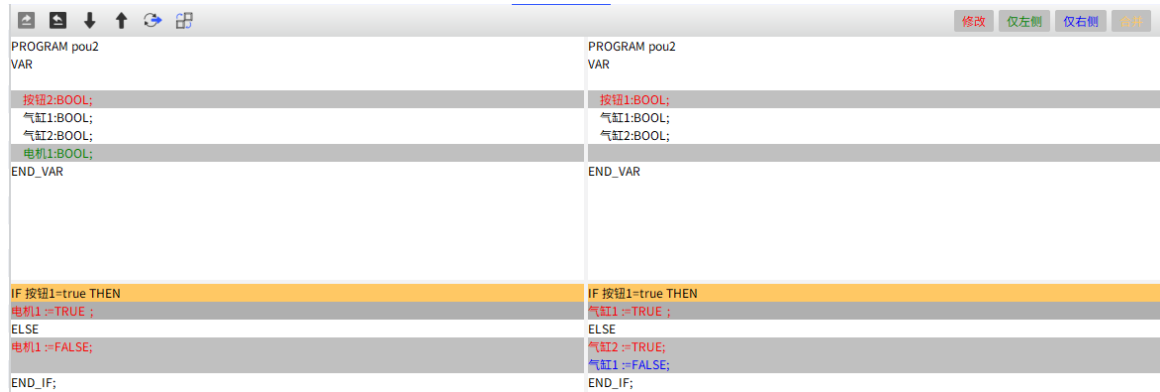 修改 仅左侧 仅右侧 合并
PROGRAM pou2
VAR
按钮2:BOOL;
气缸1:BOOL;
气缸2:BOOL;
电机1:BOOL;
END_VAR
IF 按钮1=true THEN
电机1 :=TRUE ;
ELSE
电机1 :=FALSE;
END_IF;
PROGRAM pou2
VAR
按钮1:BOOL;
气缸1:BOOL;
气缸2:BOOL;
END_VAR
IF 按钮1=true THEN
气缸1 :=TRUE ;
ELSE
气缸2 :=TRUE;
气缸1 :=FALSE;
END_IF;